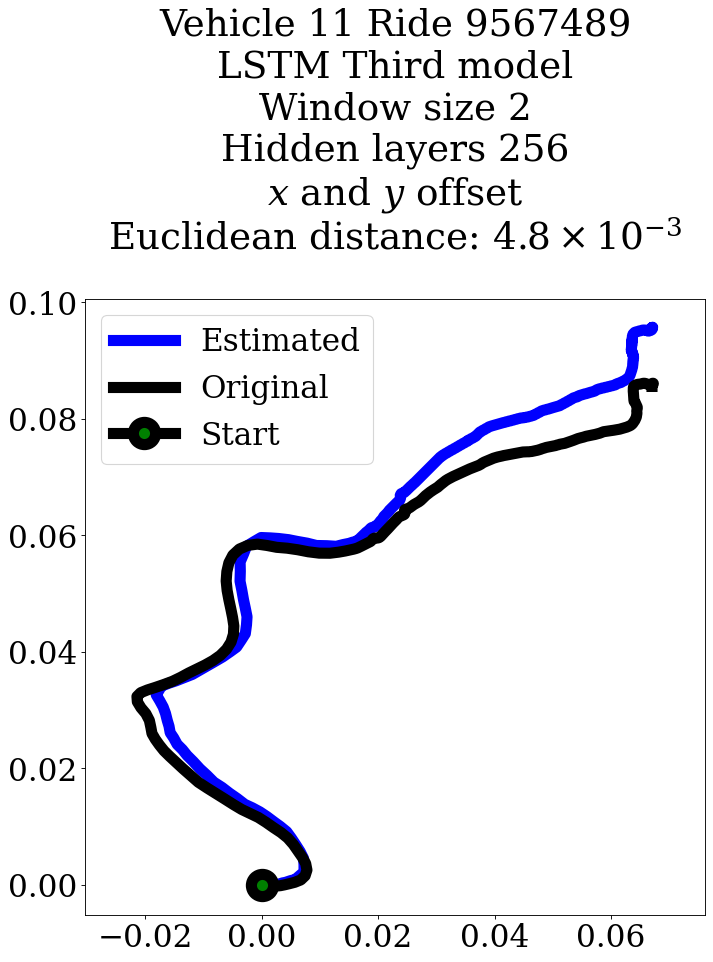 Vehicle 11 Ride 9567489
LSTM Third model
Window size 2
Hidden layers 256
x and y offset
Euclidean distance: 4.8 × 10⁻³
0.10
0.08
0.06
0.04
0.02
0.00
Estimated
Original
Start
−0.02 0.00 0.02 0.04 0.06